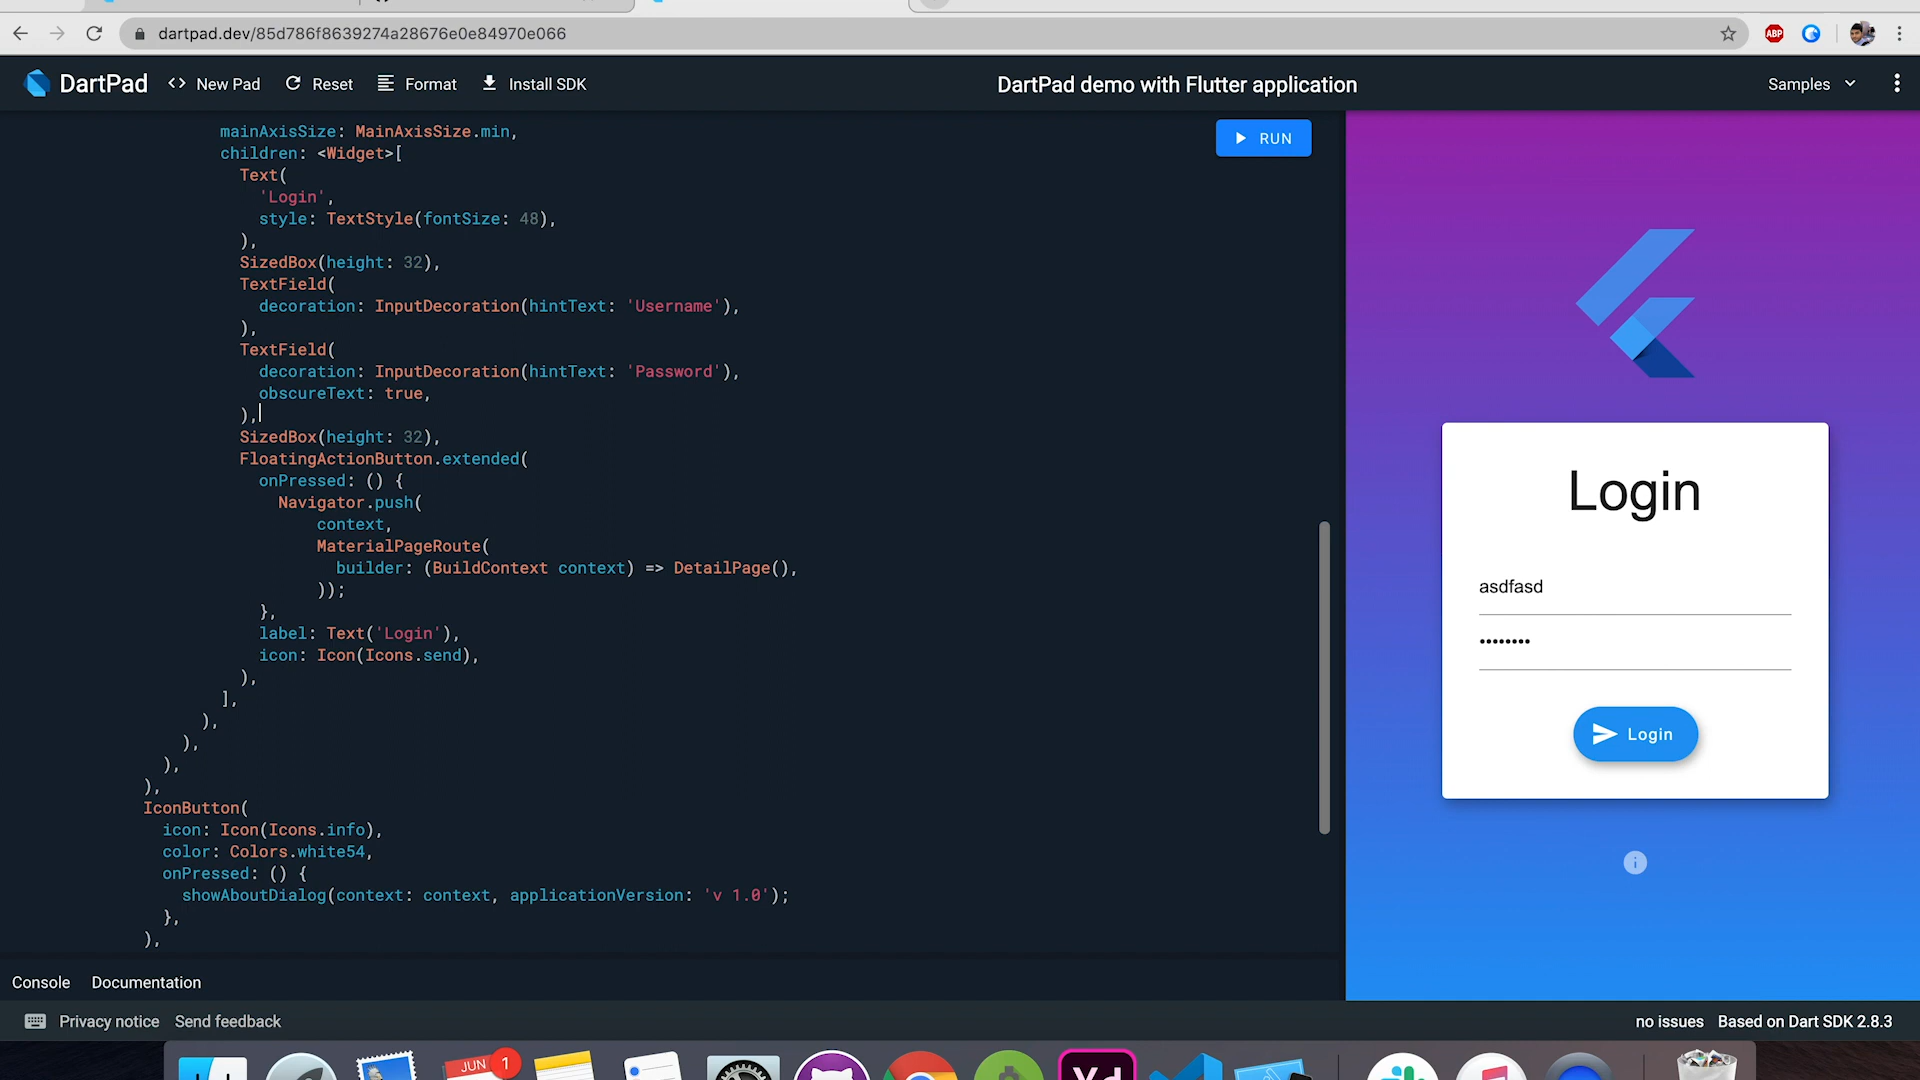 dartpad.dev/85d786f8639274a28676e0e84970e066
ABP
DartPad
<> New Pad
Reset
Format
Install SDK
DartPad demo with Flutter application
Samples
mainAxisSize: MainAxisSize.min,
children: <Widget>[
Text(
'Login',
style: TextStyle(fontSize: 48),
),
SizedBox(height: 32),
TextField(
decoration: InputDecoration(hintText: 'Username'),
),
TextField(
decoration: InputDecoration(hintText: 'Password'),
obscureText: true,
),
SizedBox(height: 32),
FloatingActionButton.extended(
onPressed: () {
Navigator.push(
context,
MaterialPageRoute(
builder: (BuildContext context) => DetailPage(),
));
},
label: Text('Login'),
icon: Icon(Icons.send),
),
],
),
),
),
),
IconButton(
icon: Icon(Icons.info),
color: Colors.white54,
onPressed: () {
showAboutDialog(context: context, applicationVersion: 'v 1.0');
},
),
RUN
Login
asdfasd
••••••••
Login
Console
Documentation
Privacy notice
Send feedback
no issues
Based on Dart SDK 2.8.3
JUN
1
Xd